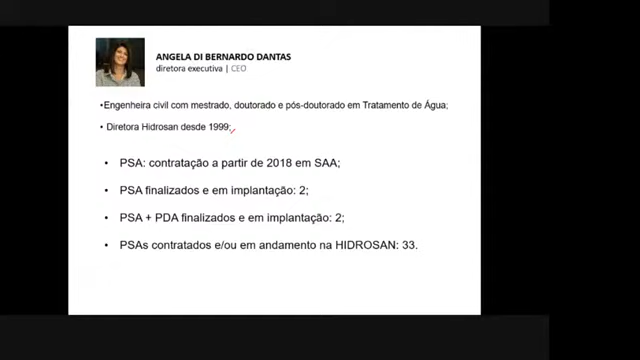 ANGELA DI BERNARDO DANTAS
diretora executiva | CEO
•Engenheira civil com mestrado, doutorado e pós-doutorado em Tratamento de Água;
• Diretora Hidrosan desde 1999;
• PSA: contratação a partir de 2018 em SAA;
• PSA finalizados e em implantação: 2;
• PSA + PDA finalizados e em implantação: 2;
• PSAs contratados e/ou em andamento na HIDROSAN: 33.